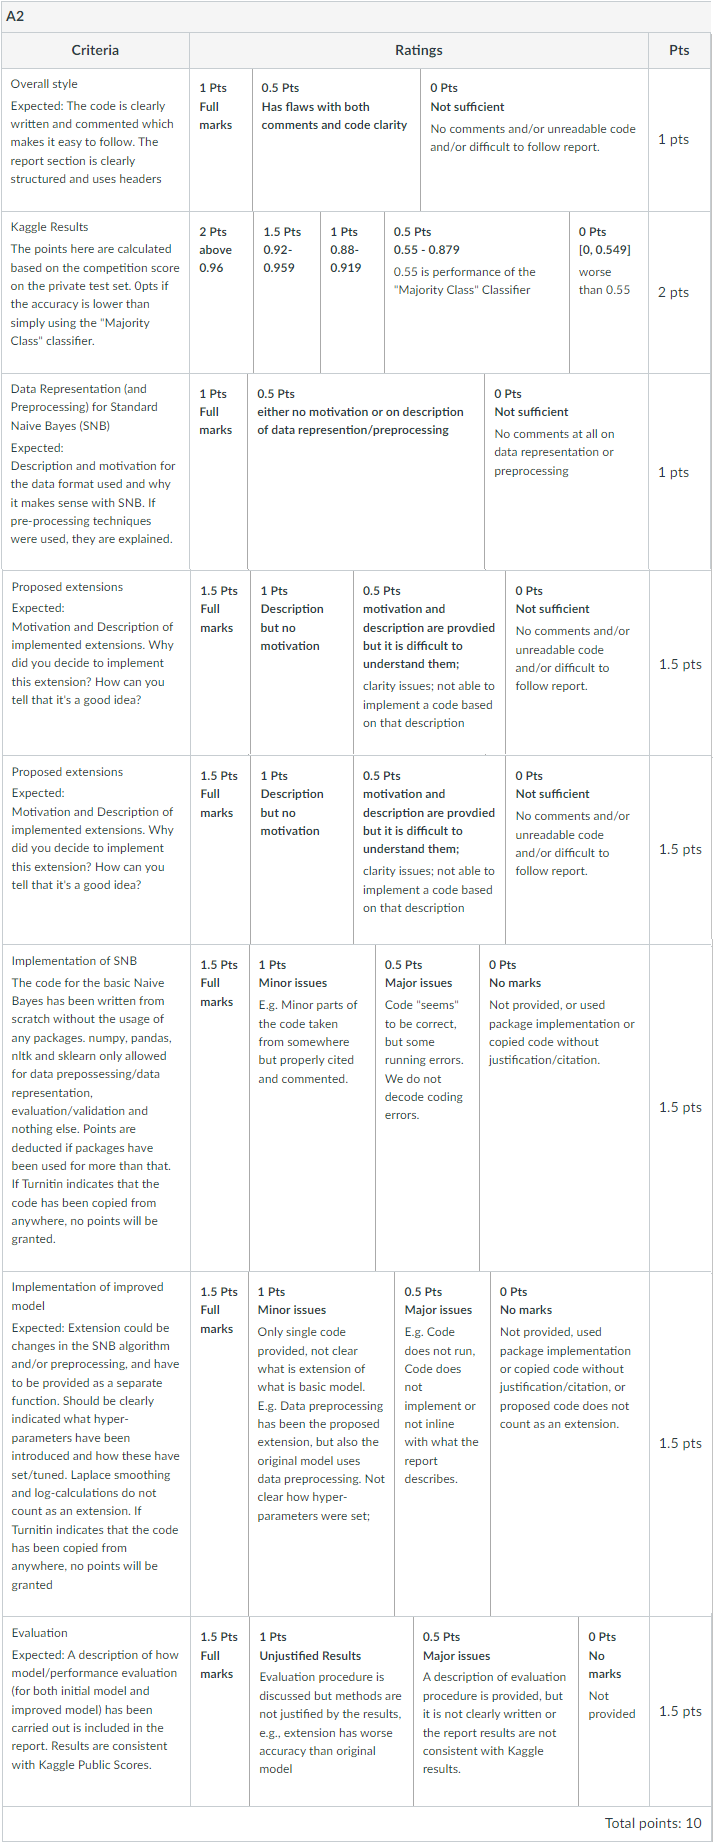 A2
Criteria
Ratings
Pts
Overall style
Expected: The code is clearly
written and commented which
makes it easy to follow. The
report section is clearly
structured and uses headers
1 Pts
Full
marks
0.5 Pts
Has flaws with both
comments and code clarity
0 Pts
Not sufficient
No comments and/or unreadable code
and/or difficult to follow report.
1 pts
Kaggle Results
The points here are calculated
based on the competition score
on the private test set. 0pts if
the accuracy is lower than
simply using the "Majority
Class" classifier.
2 Pts
above
0.96
1.5 Pts
0.92-
0.959
1 Pts
0.88-
0.919
0.5 Pts
0.55 - 0.879
0.55 is performance of the
"Majority Class" Classifier
0 Pts
[0, 0.549]
worse
than 0.55
2 pts
Data Representation (and
Preprocessing) for Standard
Naive Bayes (SNB)
Expected:
Description and motivation for
the data format used and why
it makes sense with SNB. If
pre-processing techniques
were used, they are explained.
1 Pts
Full
marks
0.5 Pts
either no motivation or on description
of data represention/preprocessing
0 Pts
Not sufficient
No comments at all on
data representation or
preprocessing
1 pts
Proposed extensions
Expected:
Motivation and Description of
implemented extensions. Why
did you decide to implement
this extension? How can you
tell that it's a good idea?
1.5 Pts
Full
marks
1 Pts
Description
but no
motivation
0.5 Pts
motivation and
description are provdied
but it is difficult to
understand them;
clarity issues; not able to
implement a code based
on that description
0 Pts
Not sufficient
No comments and/or
unreadable code
and/or difficult to
follow report.
1.5 pts
Proposed extensions
Expected:
Motivation and Description of
implemented extensions. Why
did you decide to implement
this extension? How can you
tell that it's a good idea?
1.5 Pts
Full
marks
1 Pts
Description
but no
motivation
0.5 Pts
motivation and
description are provdied
but it is difficult to
understand them;
clarity issues; not able to
implement a code based
on that description
0 Pts
Not sufficient
No comments and/or
unreadable code
and/or difficult to
follow report.
1.5 pts
Implementation of SNB
The code for the basic Naive
Bayes has been written from
scratch without the usage of
any packages. numpy, pandas,
nltk and sklearn only allowed
for data prepossessing/data
representation,
evaluation/validation and
nothing else. Points are
deducted if packages have
been used for more than that.
If Turnitin indicates that the
code has been copied from
anywhere, no points will be
granted.
1.5 Pts
Full
marks
1 Pts
Minor issues
E.g. Minor parts of
the code taken
from somewhere
but properly cited
and commented.
0.5 Pts
Major issues
Code "seems"
to be correct,
but some
running errors.
We do not
decode coding
errors.
0 Pts
No marks
Not provided, or used
package implementation or
copied code without
justification/citation.
1.5 pts
Implementation of improved
model
Expected: Extension could be
changes in the SNB algorithm
and/or preprocessing, and have
to be provided as a separate
function. Should be clearly
indicated what hyper-
parameters have been
introduced and how these have
set/tuned. Laplace smoothing
and log-calculations do not
count as an extension. If
Turnitin indicates that the code
has been copied from
anywhere, no points will be
granted
1.5 Pts
Full
marks
1 Pts
Minor issues
Only single code
provided, not clear
what is extension of
what is basic model.
E.g. Data preprocessing
has been the proposed
extension, but also the
original model uses
data preprocessing. Not
clear how hyper-
parameters were set;
0.5 Pts
Major issues
E.g. Code
does not run,
Code does
not
implement or
not inline
with what the
report
describes.
0 Pts
No marks
Not provided, used
package implementation
or copied code without
justification/citation, or
proposed code does not
count as an extension.
1.5 pts
Evaluation
Expected: A description of how
model/performance evaluation
(for both initial model and
improved model) has been
carried out is included in the
report. Results are consistent
with Kaggle Public Scores.
1.5 Pts
Full
marks
1 Pts
Unjustified Results
Evaluation procedure is
discussed but methods are
not justified by the results,
e.g., extension has worse
accuracy than original
model
0.5 Pts
Major issues
A description of evaluation
procedure is provided, but
it is not clearly written or
the report results are not
consistent with Kaggle
results.
0 Pts
No
marks
Not
provided
1.5 pts
Total points: 10